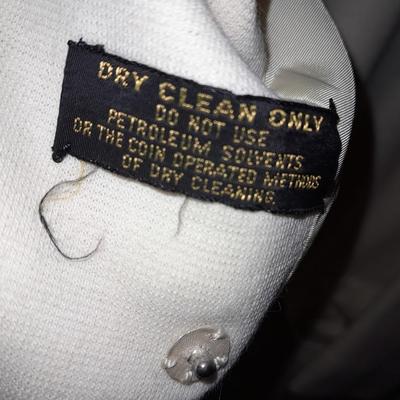 DRY CLEAN ONLY
DO NOT USE
PETROLEUM SOLVENTS
OR THE COIN OPERATED METHODS
OF DRY CLEANING